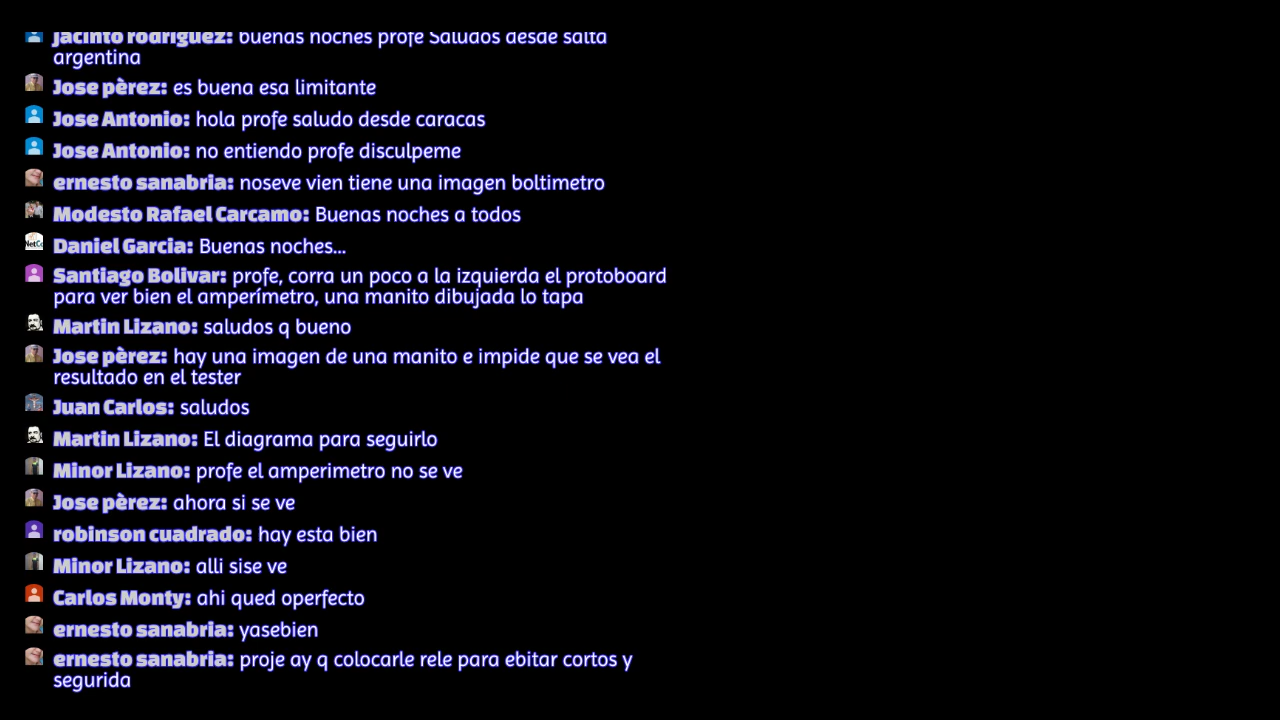 jacinto rodriguez: buenas noches profe Saludos desde salta
argentina
Jose pèrez: es buena esa limitante
Jose Antonio: hola profe saludo desde caracas
Jose Antonio: no entiendo profe disculpeme
ernesto sanabria: noseve vien tiene una imagen boltimetro
Modesto Rafael Carcamo: Buenas noches a todos
Daniel Garcia: Buenas noches...
Santiago Bolivar: profe, corra un poco a la izquierda el protoboard
para ver bien el amperímetro, una manito dibujada lo tapa
Martin Lizano: saludos q bueno
Jose pèrez: hay una imagen de una manito e impide que se vea el
resultado en el tester
Juan Carlos: saludos
Martin Lizano: El diagrama para seguirlo
Minor Lizano: profe el amperimetro no se ve
Jose pèrez: ahora si se ve
robinson cuadrado: hay esta bien
Minor Lizano: alli sise ve
Carlos Monty: ahi qued operfecto
ernesto sanabria: yasebien
ernesto sanabria: proje ay q colocarle rele para ebitar cortos y
segurida